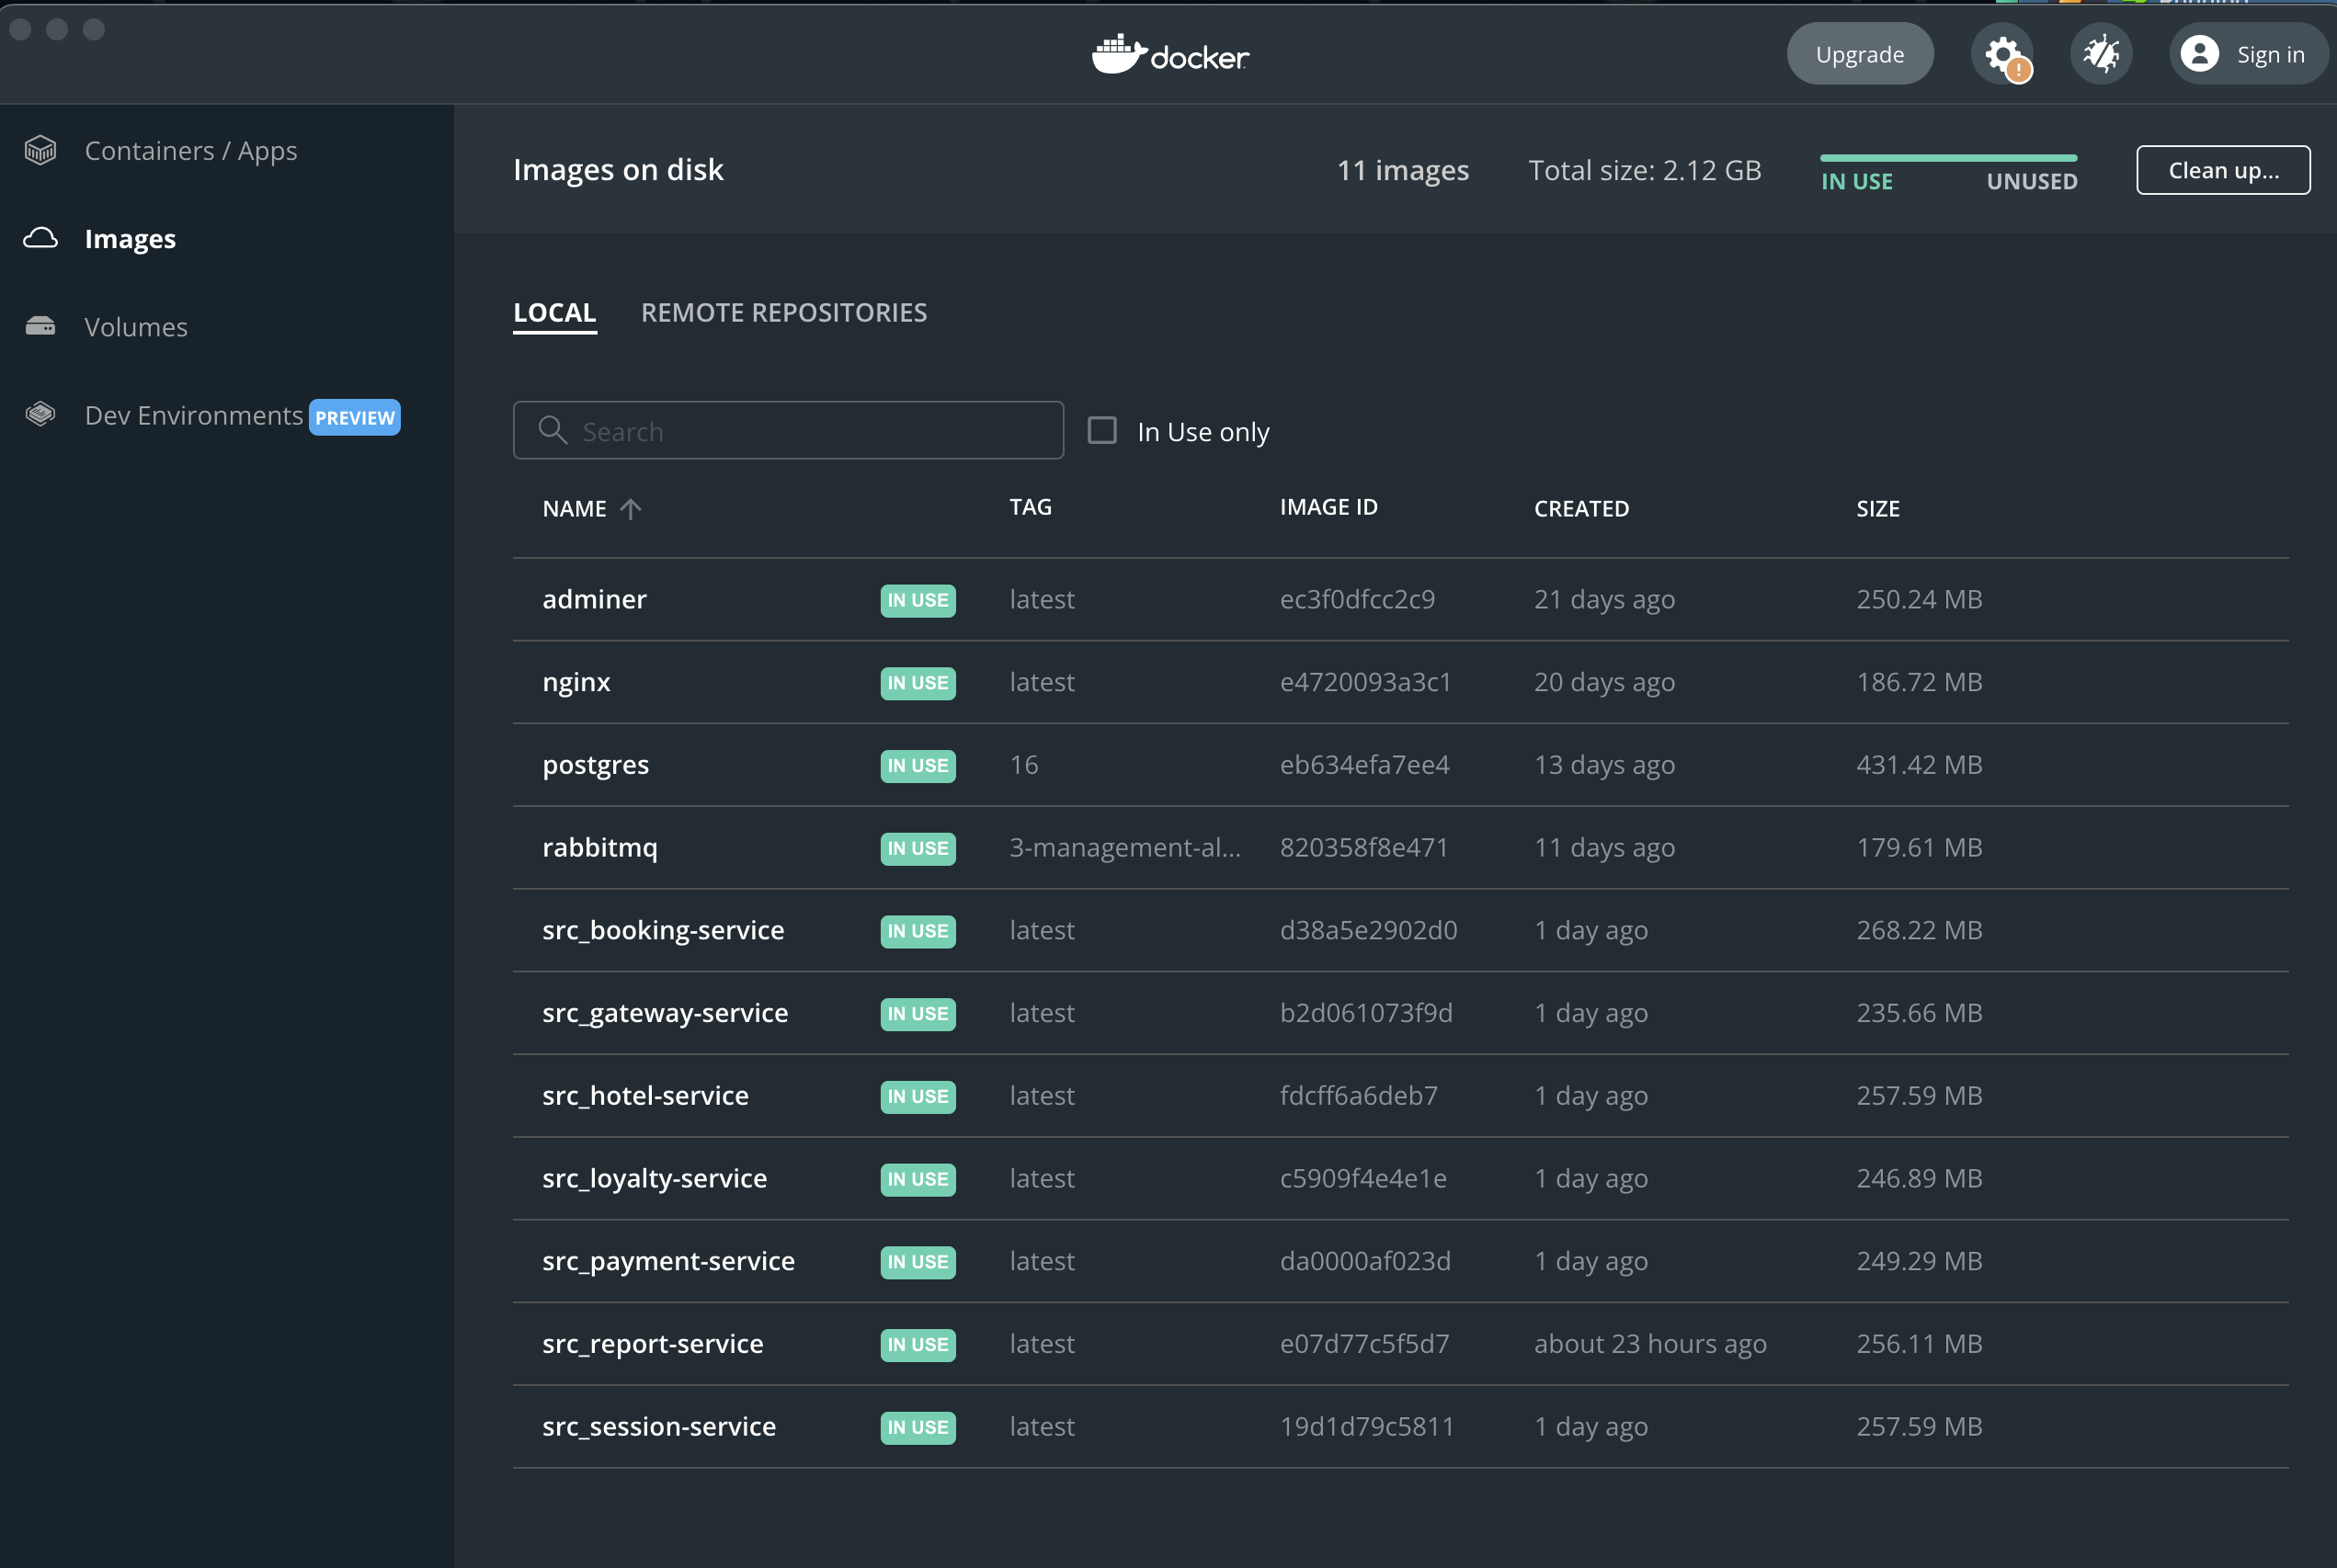 docker
Upgrade
Sign in
Containers / Apps
Images
Volumes
Dev Environments PREVIEW
Images on disk
11 images
Total size: 2.12 GB
IN USE UNUSED
Clean up...
LOCAL REMOTE REPOSITORIES
Search
In Use only
NAME TAG IMAGE ID CREATED SIZE
adminer IN USE latest ec3f0dfcc2c9 21 days ago 250.24 MB
nginx IN USE latest e4720093a3c1 20 days ago 186.72 MB
postgres IN USE 16 eb634efa7ee4 13 days ago 431.42 MB
rabbitmq IN USE 3-management-al... 820358f8e471 11 days ago 179.61 MB
src_booking-service IN USE latest d38a5e2902d0 1 day ago 268.22 MB
src_gateway-service IN USE latest b2d061073f9d 1 day ago 235.66 MB
src_hotel-service IN USE latest fdcff6a6deb7 1 day ago 257.59 MB
src_loyalty-service IN USE latest c5909f4e4e1e 1 day ago 246.89 MB
src_payment-service IN USE latest da0000af023d 1 day ago 249.29 MB
src_report-service IN USE latest e07d77c5f5d7 about 23 hours ago 256.11 MB
src_session-service IN USE latest 19d1d79c5811 1 day ago 257.59 MB